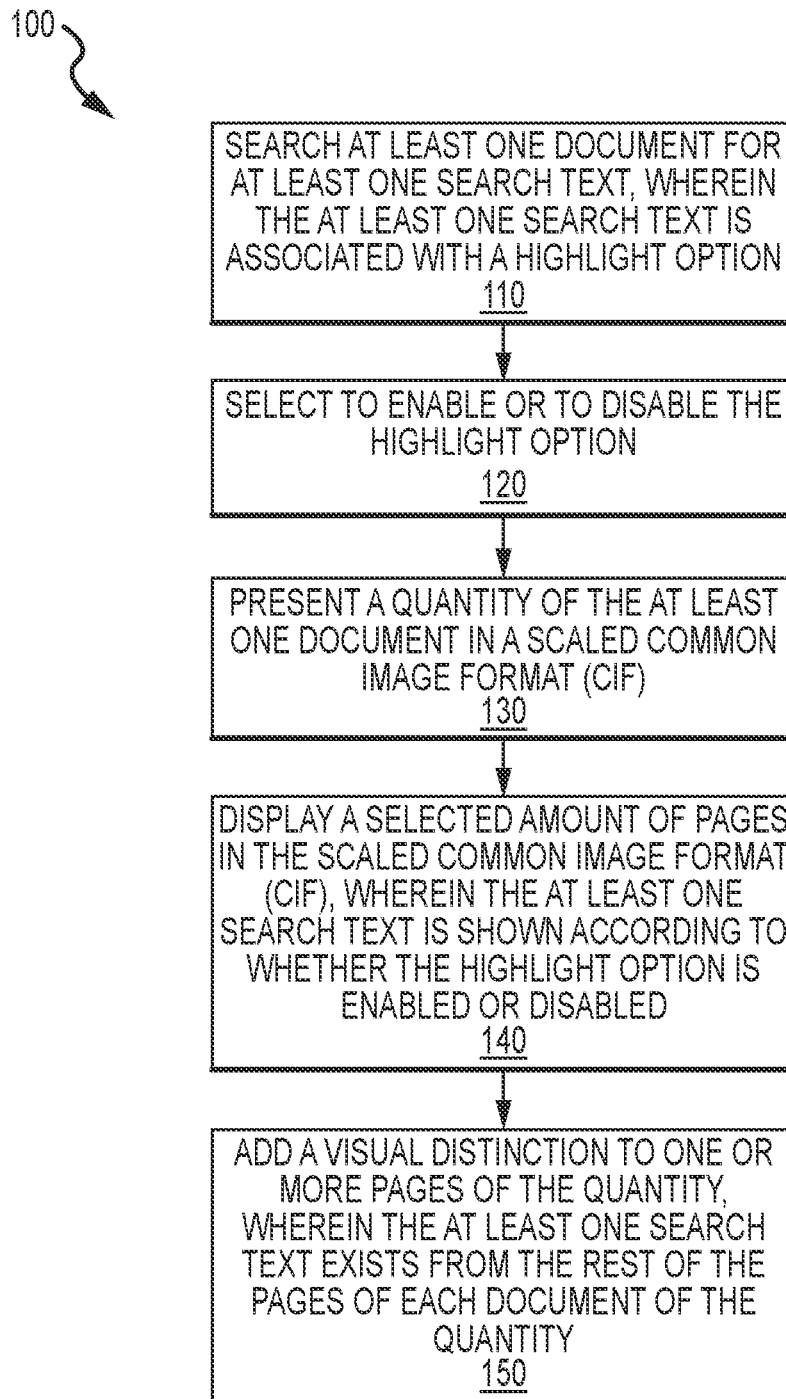 100
SEARCH AT LEAST ONE DOCUMENT FOR
AT LEAST ONE SEARCH TEXT, WHEREIN
THE AT LEAST ONE SEARCH TEXT IS
ASSOCIATED WITH A HIGHLIGHT OPTION
110
SELECT TO ENABLE OR TO DISABLE THE
HIGHLIGHT OPTION
120
PRESENT A QUANTITY OF THE AT LEAST
ONE DOCUMENT IN A SCALED COMMON
IMAGE FORMAT (CIF)
130
DISPLAY A SELECTED AMOUNT OF PAGES
IN THE SCALED COMMON IMAGE FORMAT
(CIF), WHEREIN THE AT LEAST ONE
SEARCH TEXT IS SHOWN ACCORDING TO
WHETHER THE HIGHLIGHT OPTION IS
ENABLED OR DISABLED
140
ADD A VISUAL DISTINCTION TO ONE OR
MORE PAGES OF THE QUANTITY,
WHEREIN THE AT LEAST ONE SEARCH
TEXT EXISTS FROM THE REST OF THE
PAGES OF EACH DOCUMENT OF THE
QUANTITY
150